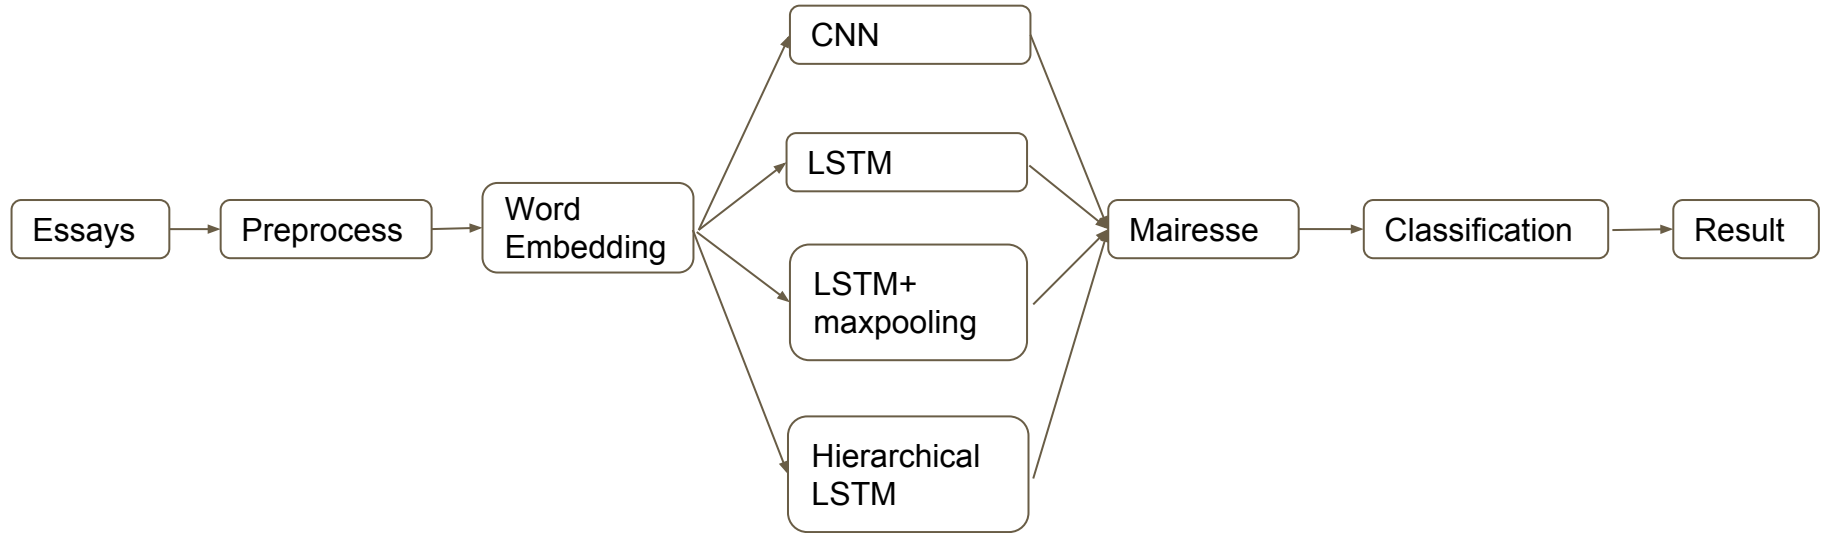 Essays
Preprocess
Word
Embedding
CNN
LSTM
LSTM+
maxpooling
Hierarchical
LSTM
Mairesse
Classification
Result